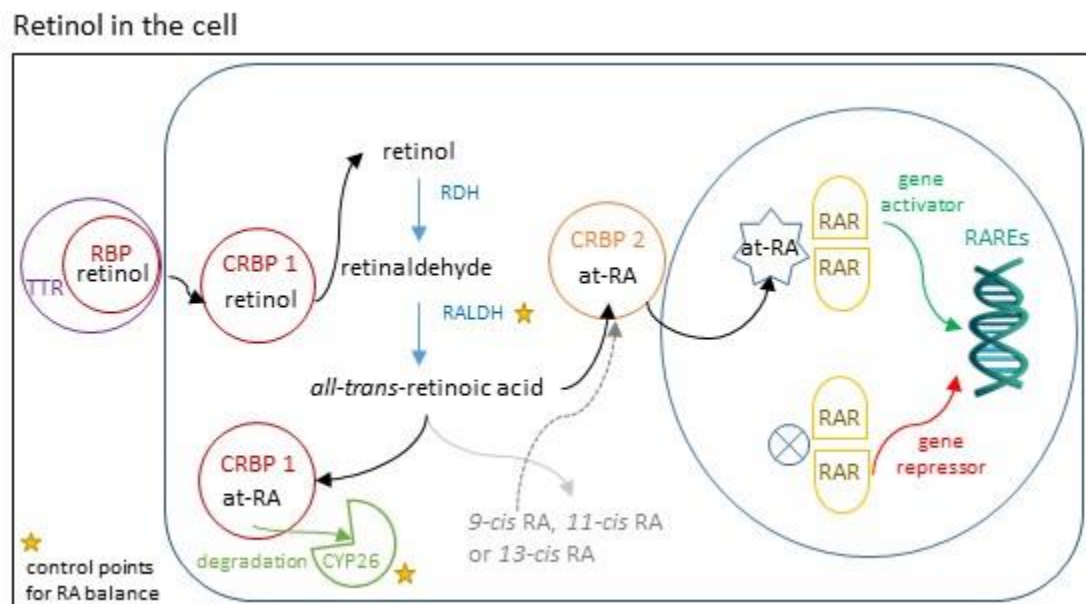 Retinol in the cell
TTR
RBP
retinol
CRBP 1
retinol
retinol
RDH
retinaldehyde
RALDH
all-trans-retinoic acid
CRBP 1
at-RA
degradation
CYP26
CRBP 2
at-RA
9-cis RA, 11-cis RA
or 13-cis RA
at-RA
RAR
RAR
gene
activator
RAREs
RAR
RAR
gene
repressor
control points
for RA balance